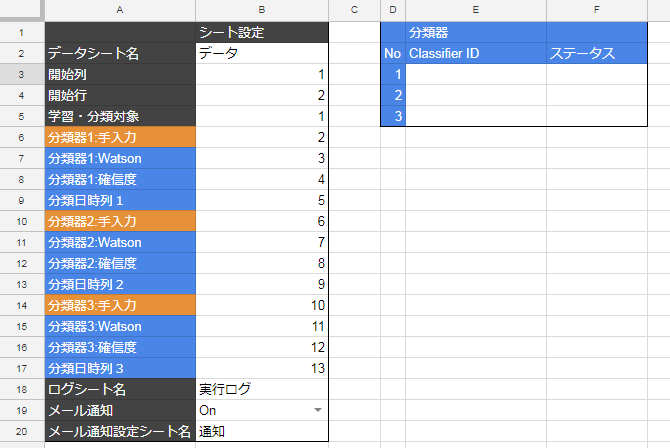 A B C D E F
1 シート設定 分類器
2 データシート名 データ No Classifier ID ステータス
3 開始列 1 1
4 開始行 2 2
5 学習・分類対象 1 3
6 分類器1:手入力 2
7 分類器1:Watson 3
8 分類器1:確信度 4
9 分類日時列１ 5
10 分類器2:手入力 6
11 分類器2:Watson 7
12 分類器2:確信度 8
13 分類日時列２ 9
14 分類器3:手入力 10
15 分類器3:Watson 11
16 分類器3:確信度 12
17 分類日時列３ 13
18 ログシート名 実行ログ
19 メール通知 On
20 メール通知設定シート名 通知